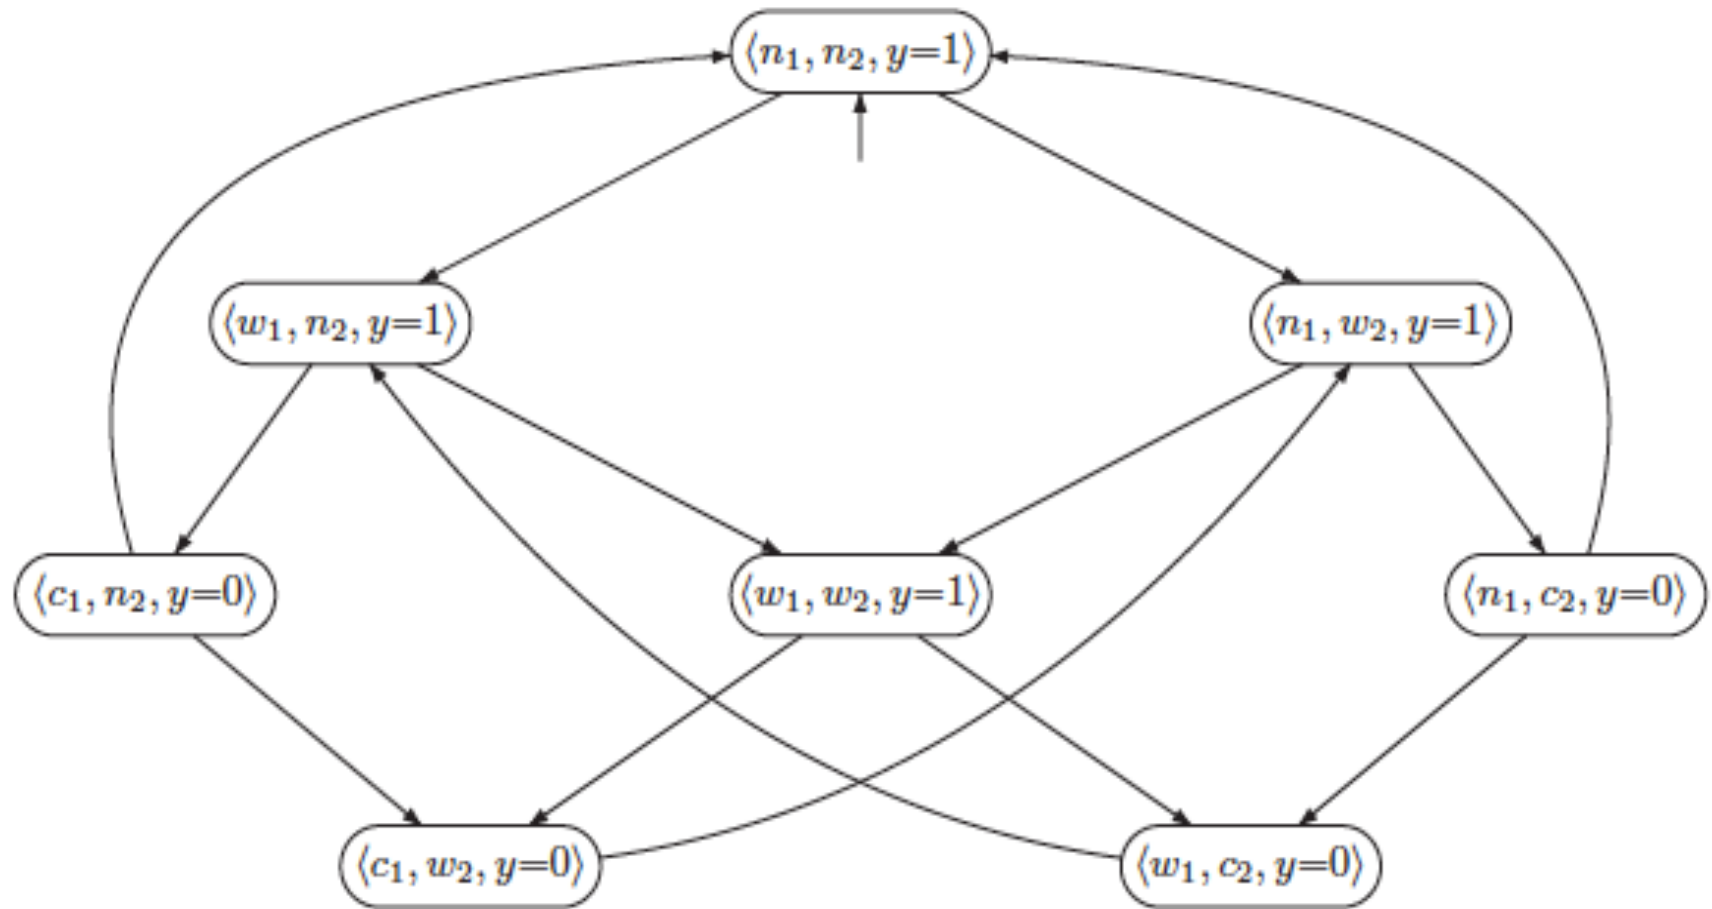 ⟨n₁, n₂, y=1⟩
⟨w₁, n₂, y=1⟩
⟨n₁, w₂, y=1⟩
⟨c₁, n₂, y=0⟩
⟨w₁, w₂, y=1⟩
⟨n₁, c₂, y=0⟩
⟨c₁, w₂, y=0⟩
⟨w₁, c₂, y=0⟩